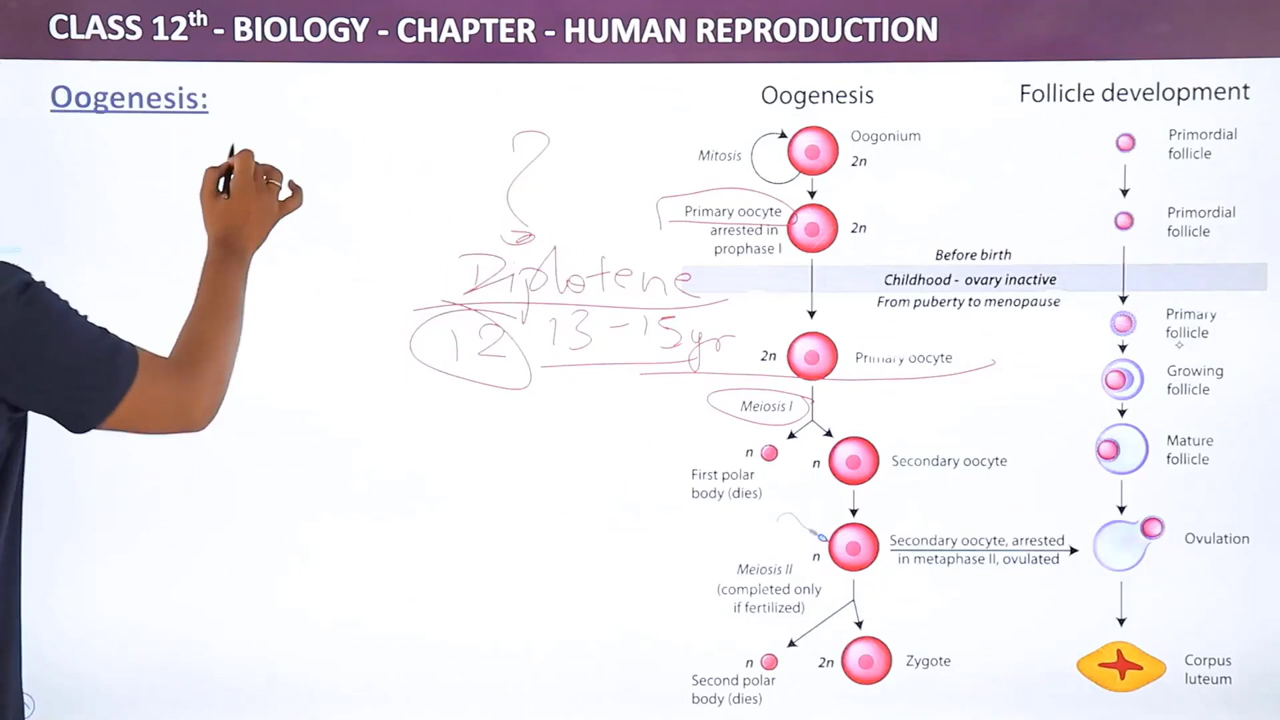 CLASS 12th - BIOLOGY - CHAPTER - HUMAN REPRODUCTION
Oogenesis:
?
Diplotene
12 13-15yr
Oogenesis
Mitosis
Oogonium
2n
Primary oocyte
arrested in
prophase I
2n
Before birth
Childhood - ovary inactive
From puberty to menopause
2n
Primary oocyte
Meiosis I
n
First polar
body (dies)
n
Secondary oocyte
n
Secondary oocyte, arrested
in metaphase II, ovulated
Meiosis II
(completed only
if fertilized)
n
Second polar
body (dies)
2n
Zygote
Follicle development
Primordial
follicle
Primordial
follicle
Primary
follicle
Growing
follicle
Mature
follicle
Ovulation
Corpus
luteum